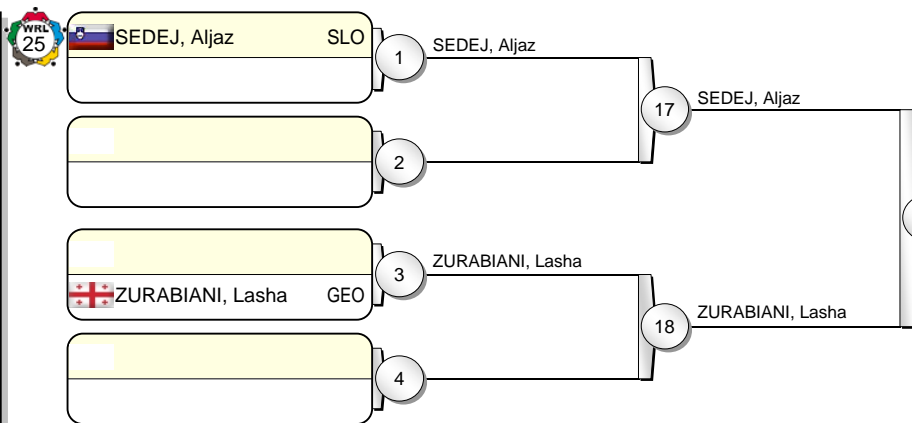 WRL
25
SEDEJ, Aljaz SLO
1
SEDEJ, Aljaz
17
SEDEJ, Aljaz
2
3
ZURABIANI, Lasha
ZURABIANI, Lasha GEO
18
ZURABIANI, Lasha
4